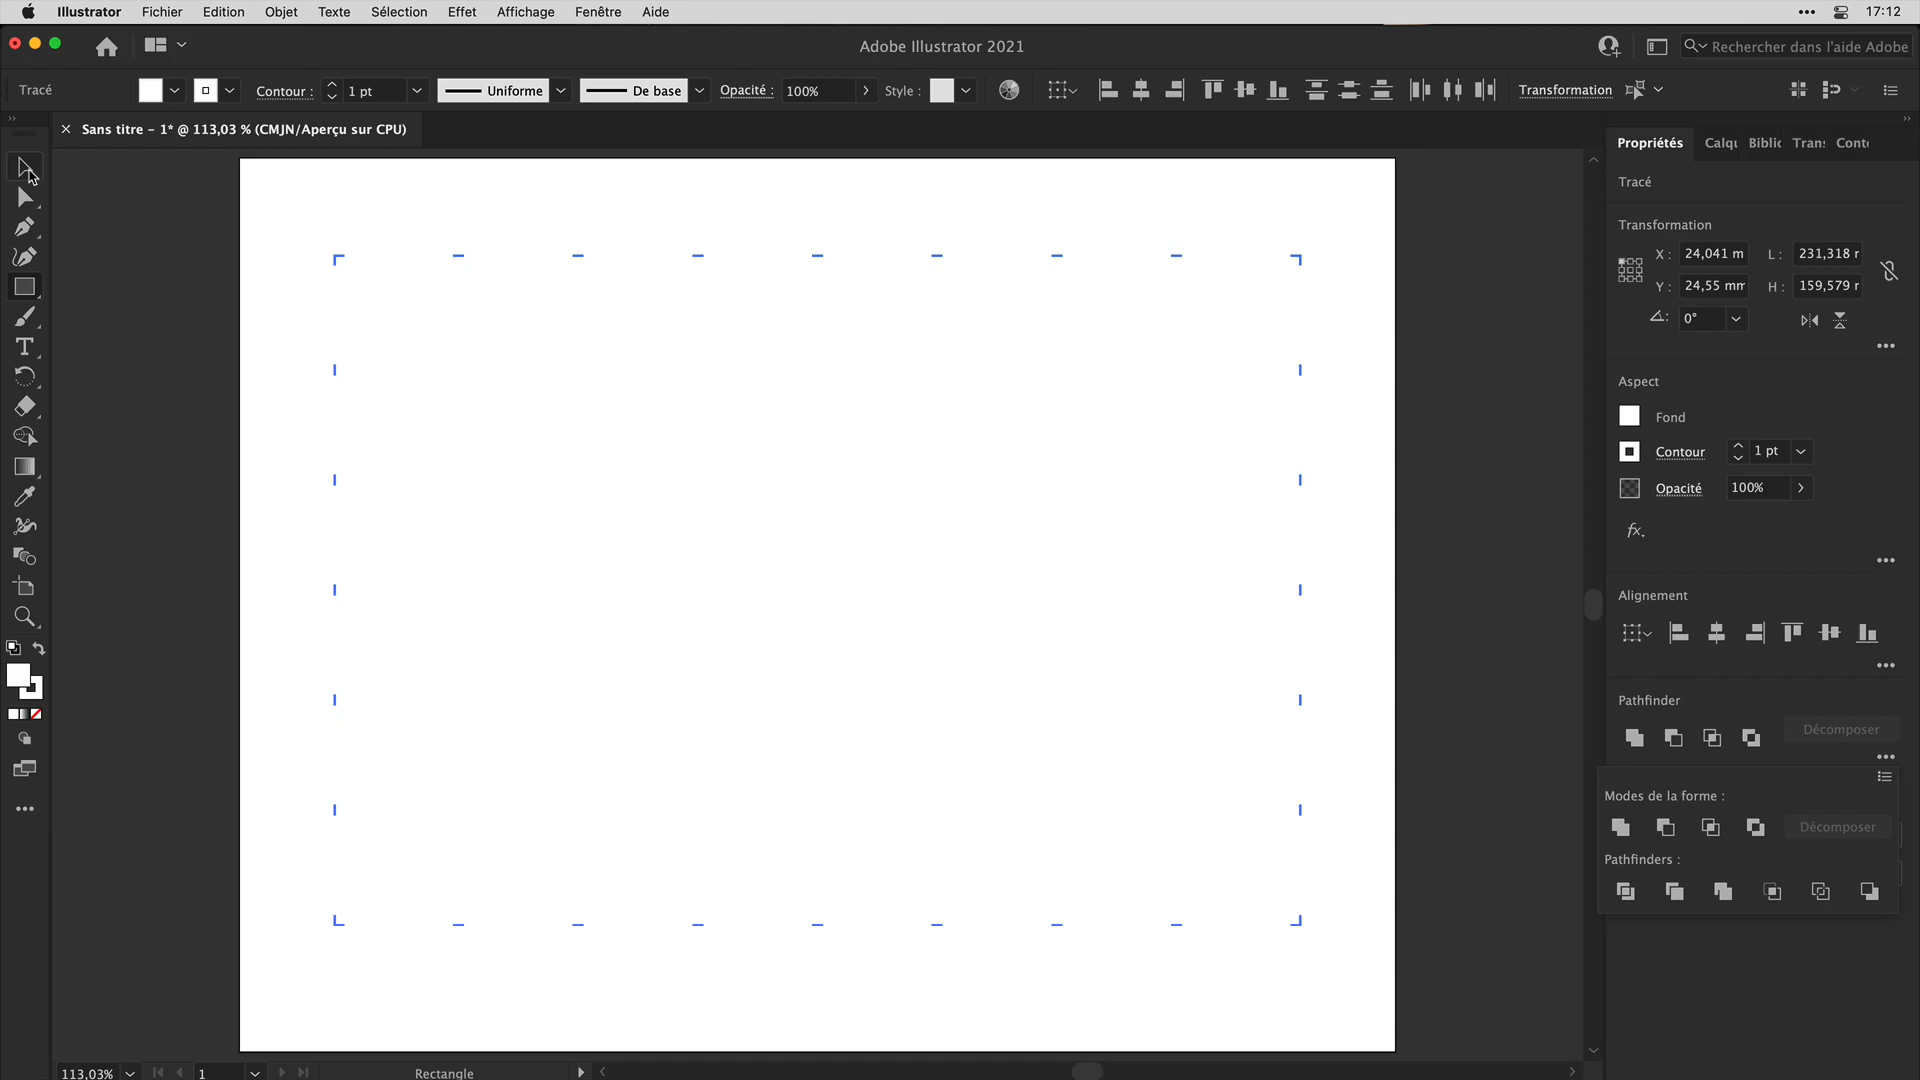 Illustrator Fichier Edition Objet Texte Sélection Effet Affichage Fenêtre Aide 17:12
Adobe Illustrator 2021 Rechercher dans l'aide Adobe
Tracé Contour : 1 pt Uniforme De base Opacité : 100% Style : Transformation
Sans titre – 1* @ 113,03 % (CMJN/Aperçu sur CPU)
Propriétés Calqu Biblic Trans Conto
Tracé
Transformation
X : 24,041 m L : 231,318 r
Y : 24,55 mm H : 159,579 r
0°
Aspect
Fond
Contour 1 pt
Opacité 100%
fx.
Alignement
Pathfinder
Décomposer
Modes de la forme :
Décomposer
Pathfinders :
113,03% 1 Rectangle